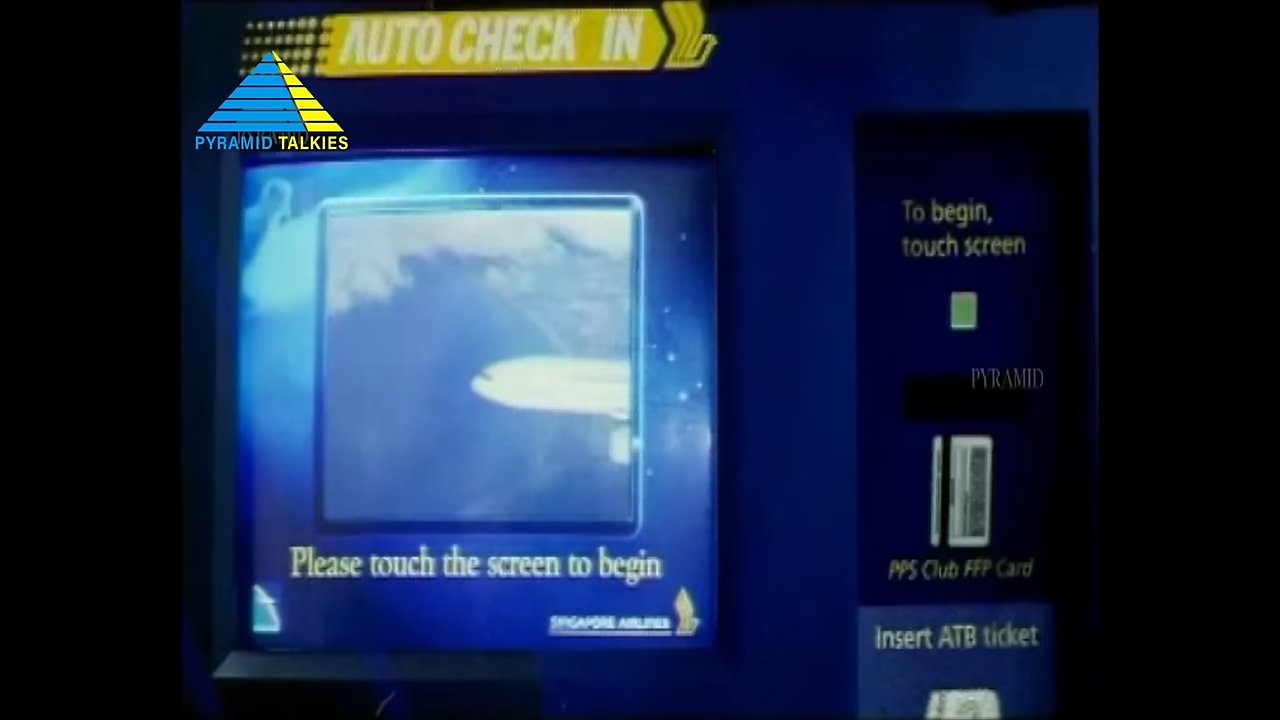 AUTO CHECK IN
PYRAMID TALKIES
To begin,
touch screen
PYRAMID
PPS Club FFP Card
Please touch the screen to begin
SINGAPORE AIRLINES
Insert ATB ticket